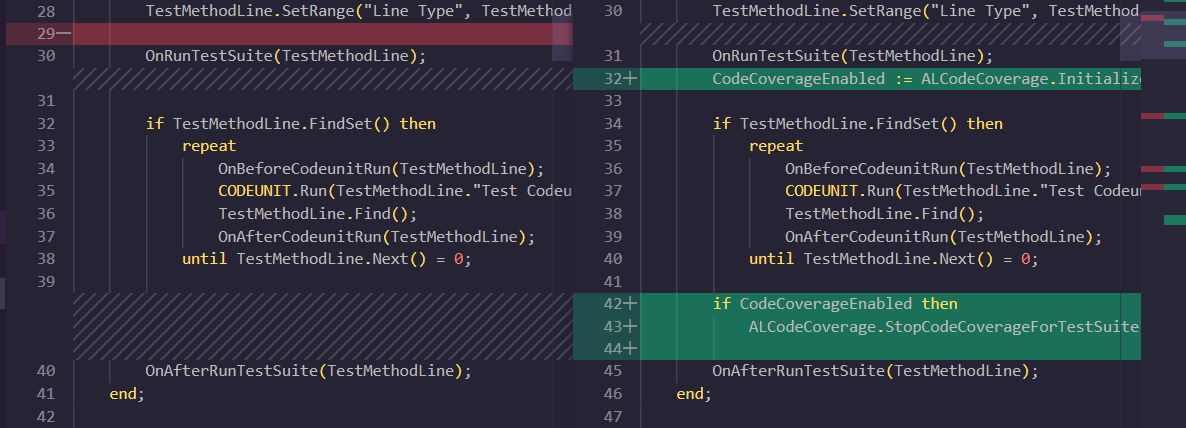 28 TestMethodLine.SetRange("Line Type", TestMethod
29—
30 OnRunTestSuite(TestMethodLine);
31
32 if TestMethodLine.FindSet() then
33 repeat
34 OnBeforeCodeunitRun(TestMethodLine);
35 CODEUNIT.Run(TestMethodLine."Test Codeu
36 TestMethodLine.Find();
37 OnAfterCodeunitRun(TestMethodLine);
38 until TestMethodLine.Next() = 0;
39
40 OnAfterRunTestSuite(TestMethodLine);
41 end;
42
30 TestMethodLine.SetRange("Line Type", TestMethod
31 OnRunTestSuite(TestMethodLine);
32+ CodeCoverageEnabled := ALCodeCoverage.Initialize
33
34 if TestMethodLine.FindSet() then
35 repeat
36 OnBeforeCodeunitRun(TestMethodLine);
37 CODEUNIT.Run(TestMethodLine."Test Codeu
38 TestMethodLine.Find();
39 OnAfterCodeunitRun(TestMethodLine);
40 until TestMethodLine.Next() = 0;
41
42+ if CodeCoverageEnabled then
43+ ALCodeCoverage.StopCodeCoverageForTestSuite
44+
45 OnAfterRunTestSuite(TestMethodLine);
46 end;
47